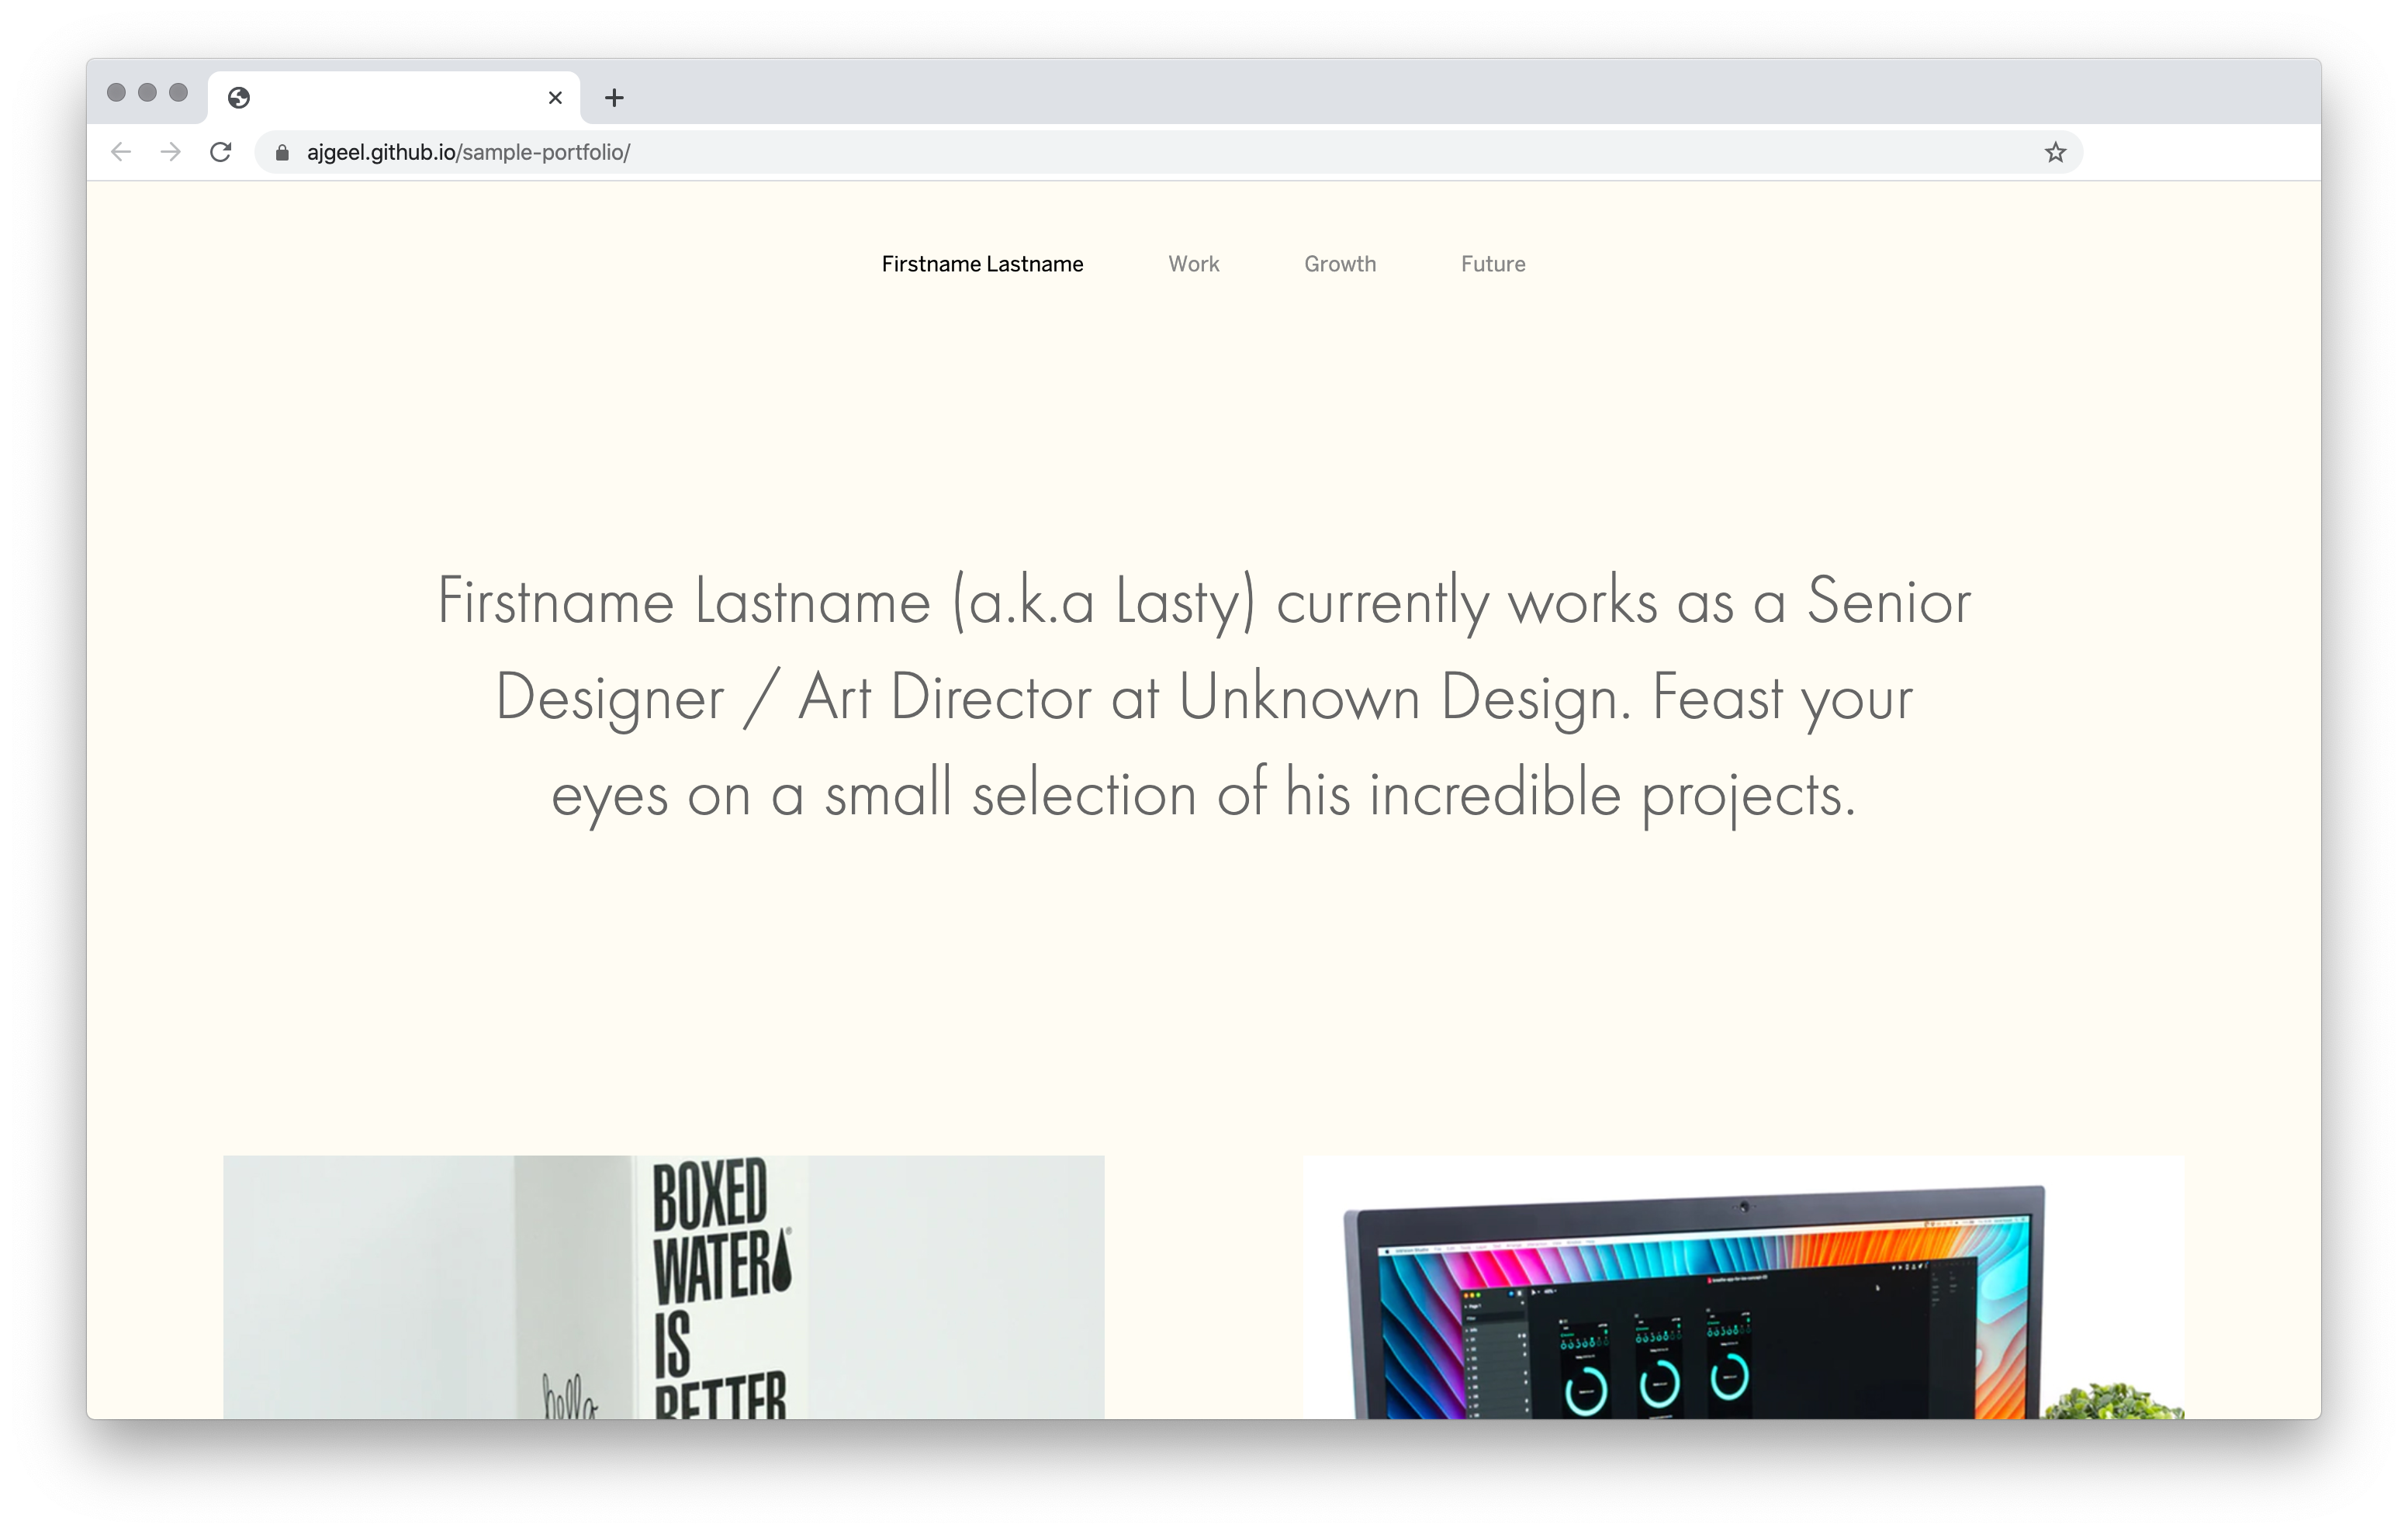 ajgeel.github.io/sample-portfolio/
Firstname Lastname Work Growth Future
Firstname Lastname (a.k.a Lasty) currently works as a Senior
Designer / Art Director at Unknown Design. Feast your
eyes on a small selection of his incredible projects.
BOXED
WATER
IS
BETTER
hello